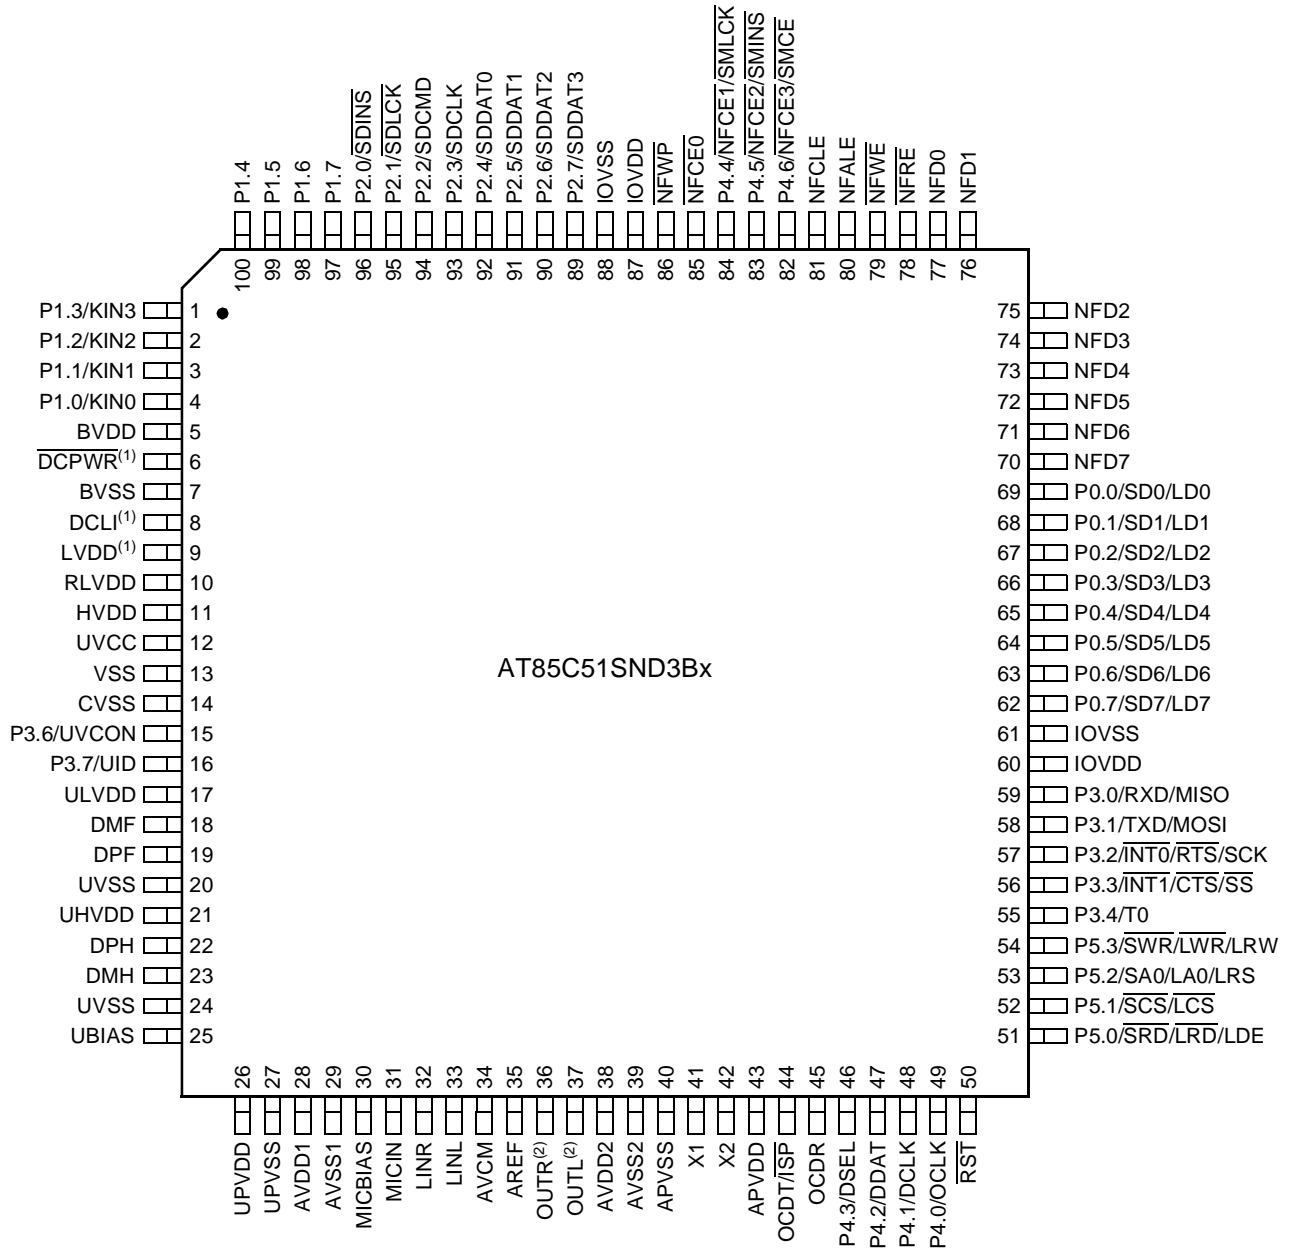 P1.4
P1.5
P1.6
P1.7
P2.0/SDINS
P2.1/SDLCK
P2.2/SDCMD
P2.3/SDCLK
P2.4/SDDAT0
P2.5/SDDAT1
P2.6/SDDAT2
P2.7/SDDAT3
IOVSS
IOVDD
NFWP
NFCE0
P4.4/NFCE1/SMLCK
P4.5/NFCE2/SMINS
P4.6/NFCE3/SMCE
NFCLE
NFALE
NFWE
NFRE
NFD0
NFD1
100 99 98 97 96 95 94 93 92 91 90 89 88 87 86 85 84 83 82 81 80 79 78 77 76
P1.3/KIN3 1
P1.2/KIN2 2
P1.1/KIN1 3
P1.0/KIN0 4
BVDD 5
DCPWR(1) 6
BVSS 7
DCLI(1) 8
LVDD(1) 9
RLVDD 10
HVDD 11
UVCC 12
VSS 13
CVSS 14
P3.6/UVCON 15
P3.7/UID 16
ULVDD 17
DMF 18
DPF 19
UVSS 20
UHVDD 21
DPH 22
DMH 23
UVSS 24
UBIAS 25
AT85C51SND3Bx
75 NFD2
74 NFD3
73 NFD4
72 NFD5
71 NFD6
70 NFD7
69 P0.0/SD0/LD0
68 P0.1/SD1/LD1
67 P0.2/SD2/LD2
66 P0.3/SD3/LD3
65 P0.4/SD4/LD4
64 P0.5/SD5/LD5
63 P0.6/SD6/LD6
62 P0.7/SD7/LD7
61 IOVSS
60 IOVDD
59 P3.0/RXD/MISO
58 P3.1/TXD/MOSI
57 P3.2/INT0/RTS/SCK
56 P3.3/INT1/CTS/SS
55 P3.4/T0
54 P5.3/SWR/LWR/LRW
53 P5.2/SA0/LA0/LRS
52 P5.1/SCS/LCS
51 P5.0/SRD/LRD/LDE
26 27 28 29 30 31 32 33 34 35 36 37 38 39 40 41 42 43 44 45 46 47 48 49 50
UPVDD
UPVSS
AVDD1
AVSS1
MICBIAS
MICIN
LINR
LINL
AVCM
AREF
OUTR(2)
OUTL(2)
AVDD2
AVSS2
APVSS
X1
X2
APVDD
OCDT/ISP
OCDR
P4.3/DSEL
P4.2/DDAT
P4.1/DCLK
P4.0/OCLK
RST